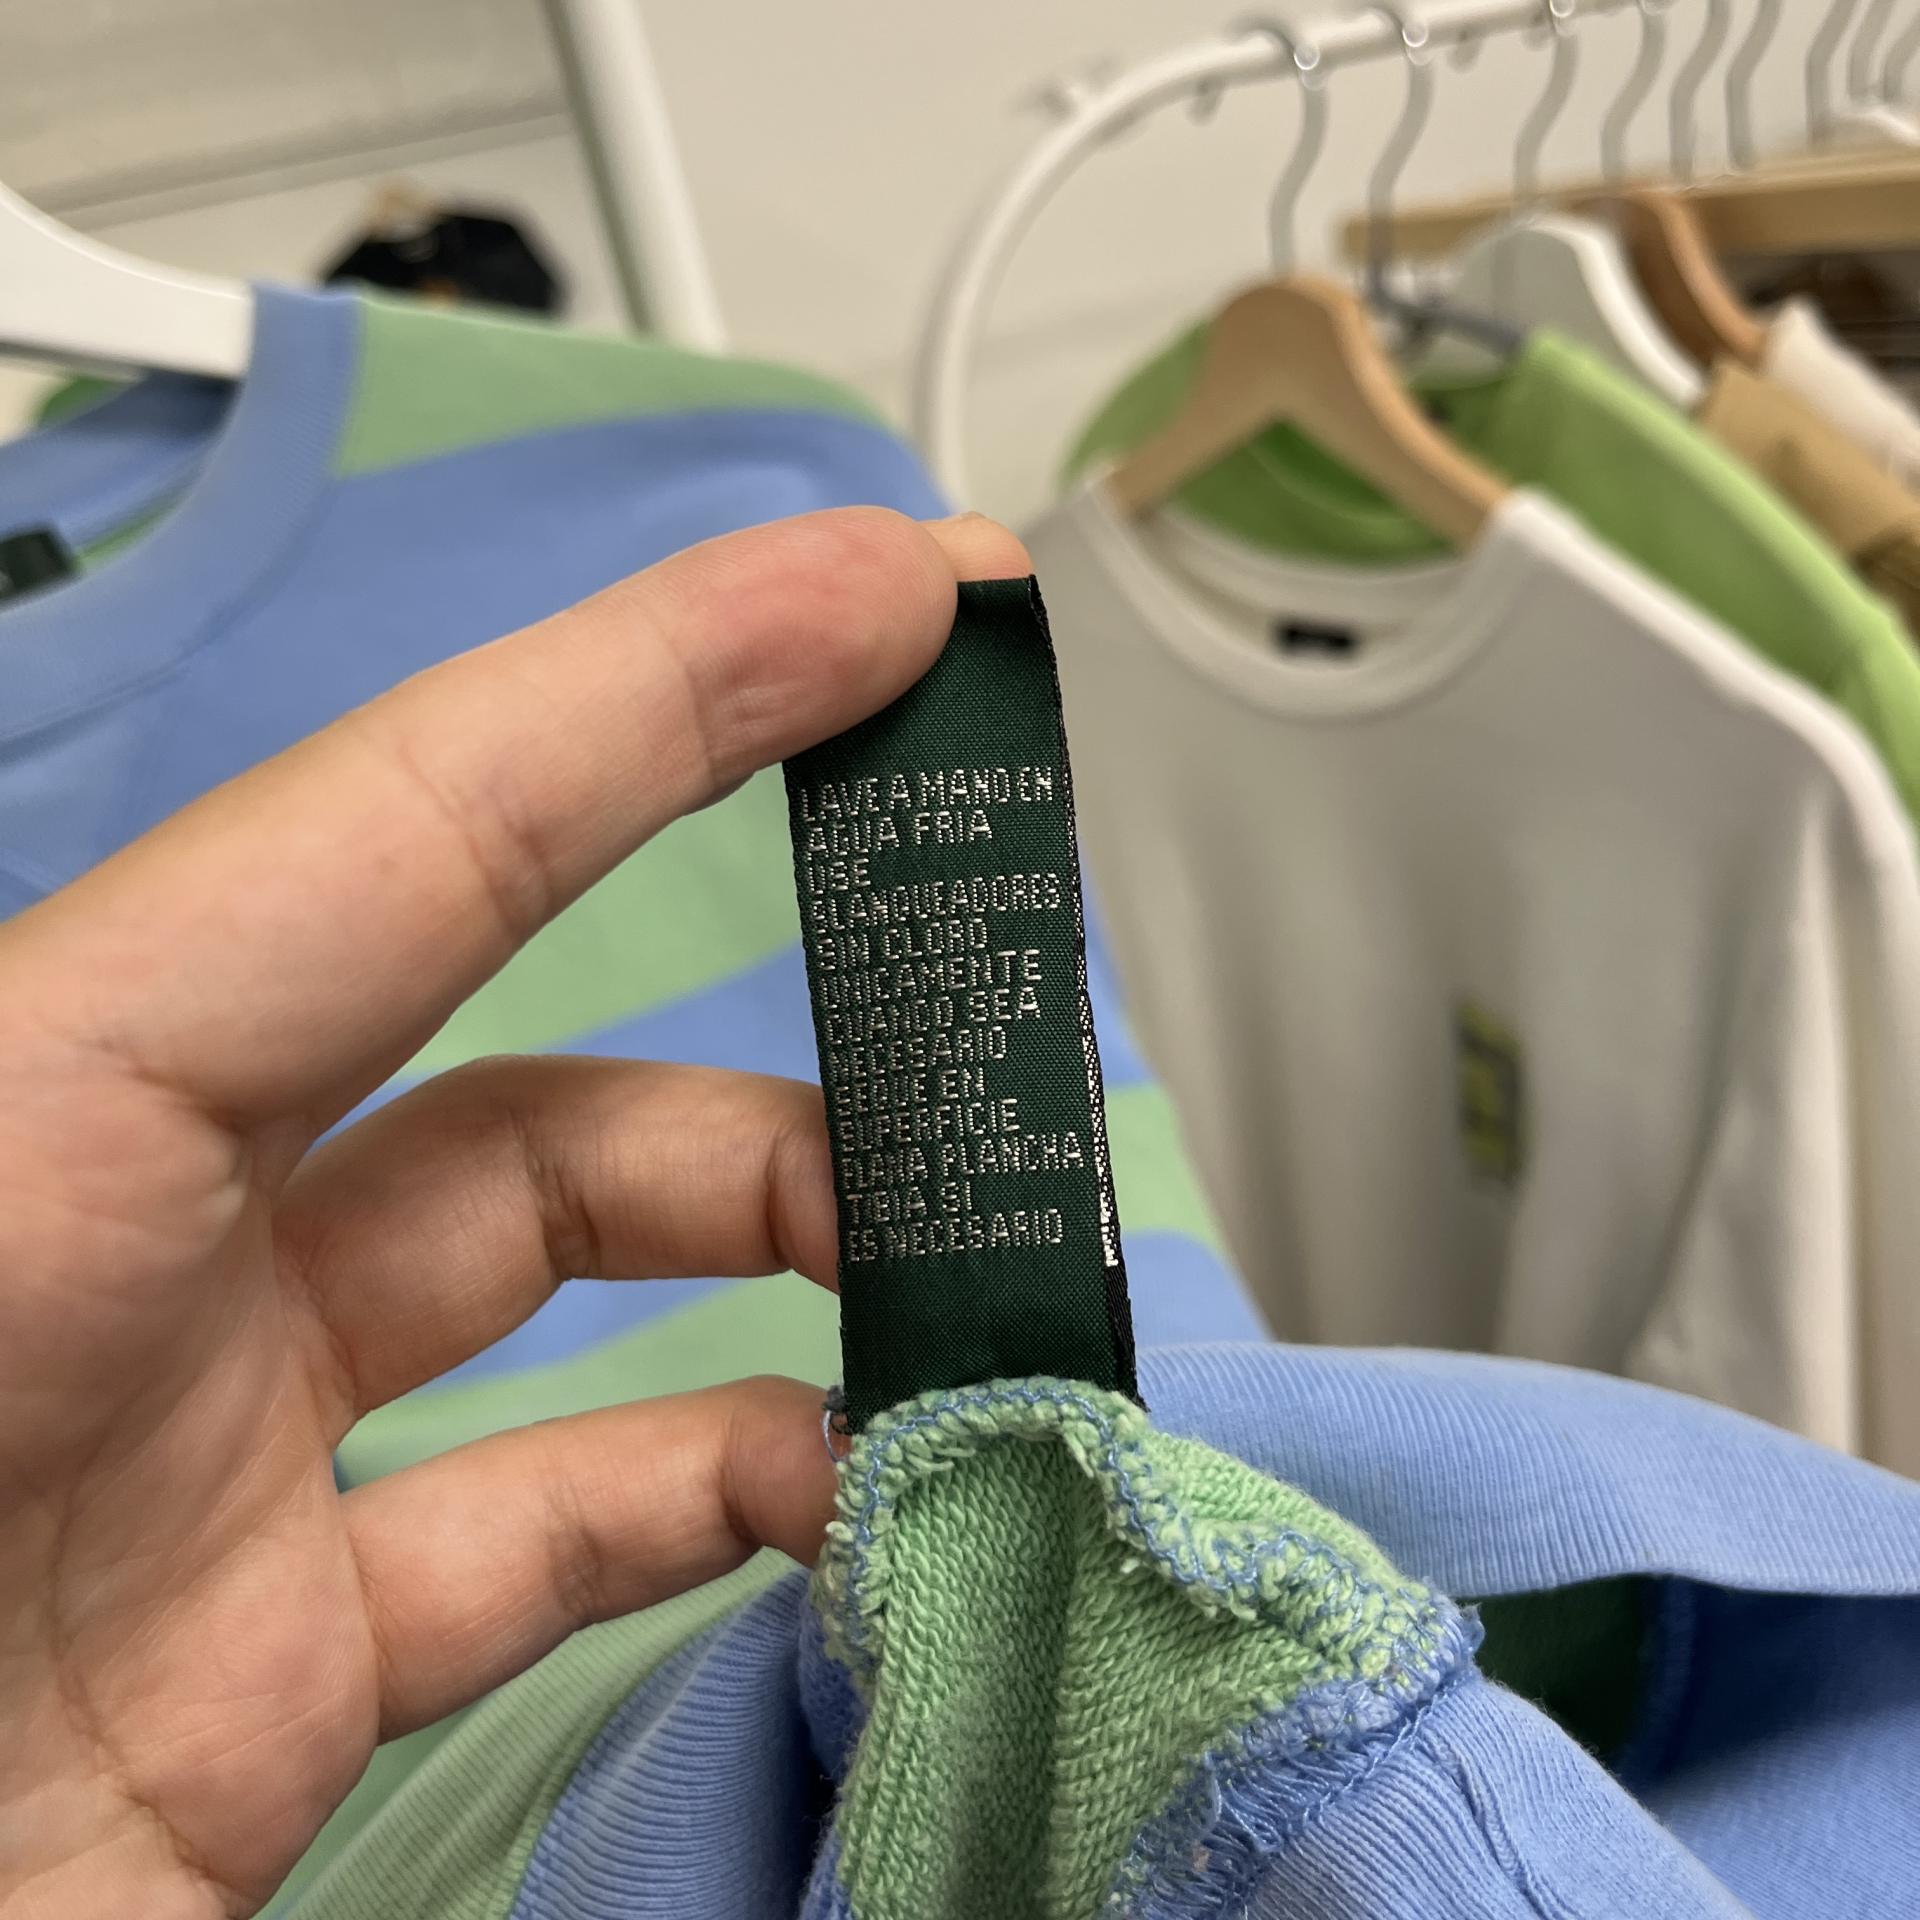 LAVE A MANO EN
AGUA FRIA
USE
BLANQUEADORES
SIN CLORO
UNICAMENTE
CUANDO SEA
NECESARIO
SEQUE EN
SUPERFICIE
PLANA PLANCHA
TIBIA SI
ES NECESARIO